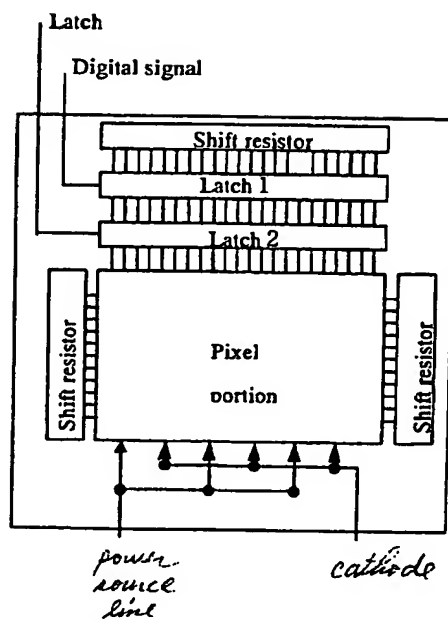 Latch
Digital signal
Shift resistor
Latch 1
Latch 2
Shift resistor
Pixel
portion
Shift resistor
power
source
line
cathode